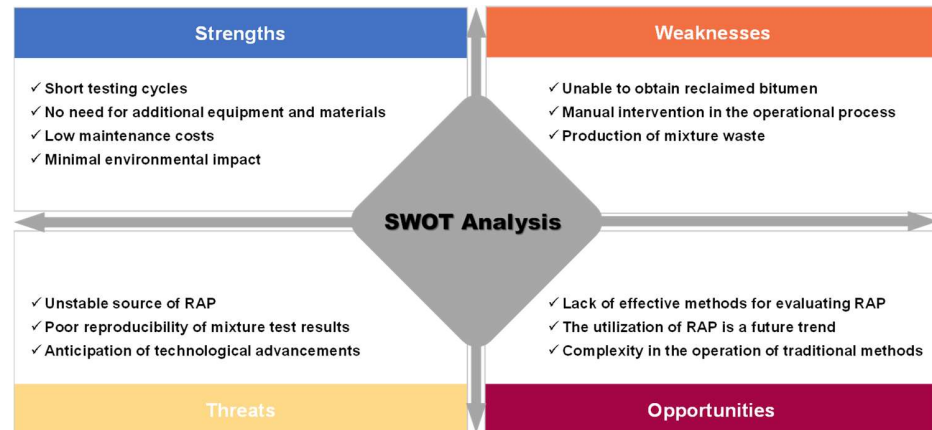 Strengths
✓ Short testing cycles
✓ No need for additional equipment and materials
✓ Low maintenance costs
✓ Minimal environmental impact
Weaknesses
✓ Unable to obtain reclaimed bitumen
✓ Manual intervention in the operational process
✓ Production of mixture waste
SWOT Analysis
✓ Unstable source of RAP
✓ Poor reproducibility of mixture test results
✓ Anticipation of technological advancements
Threats
✓ Lack of effective methods for evaluating RAP
✓ The utilization of RAP is a future trend
✓ Complexity in the operation of traditional methods
Opportunities